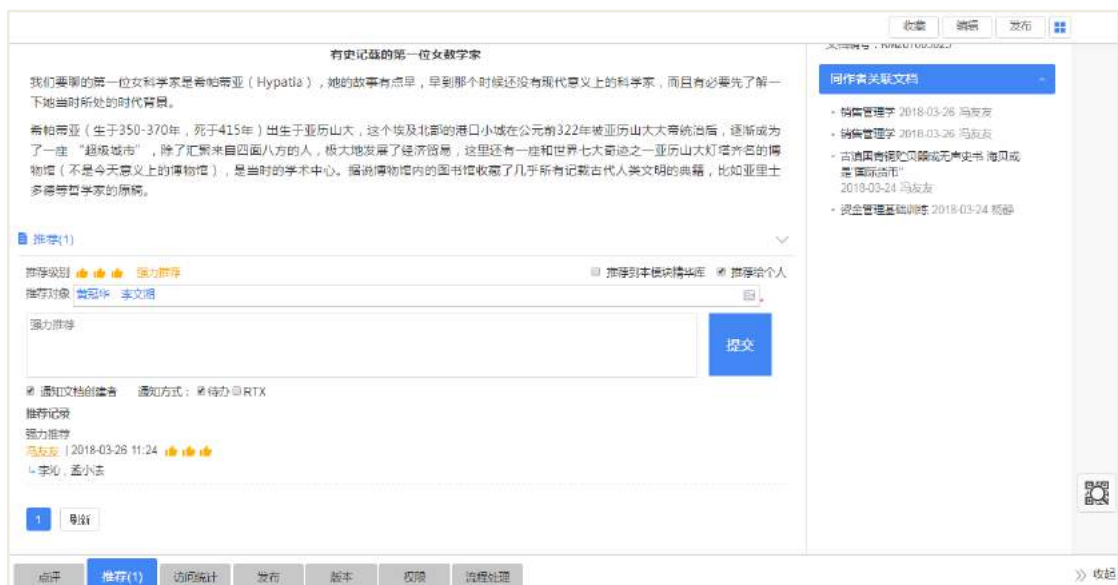 收藏 编辑 发布
有史记载的第一位女数学家
我们要聊的第一位女科学家是希帕蒂亚（Hypatia），她的故事有点早，早到那个时候还没有现代意义上的科学家，而且有必要先了解一
下她当时所处的时代背景。
希帕蒂亚（生于350-370年，死于415年）出生于亚历山大，这个埃及北部的港口小城在公元前322年被亚历山大大帝统治后，逐渐成为
了一座“超级城市”，除了汇聚来自四面八方的人，极大地发展了经济贸易，这里还有一座和世界七大奇迹之一亚历山大灯塔齐名的博
物馆（不是今天意义上的博物馆），是当时的学术中心。据说博物馆内的图书馆收藏了几乎所有记载古代人类文明的典籍，比如亚里士
多德等哲学家的原稿。
同作者关联文档
销售管理学 2018-03-26 冯友友
销售管理学 2018-03-26 冯友友
古滇国青铜贮贝器成无声史书 海贝或
是"国际货币"
2018-03-24 冯友友
资金管理基础训练 2018-03-24 杨静
推荐(1)
推荐级别 强力推荐 推荐到本模块精华库 推荐给个人
推荐对象 黄冠华 李文娟
强力推荐
提交
通知文档创建者 通知方式： 待办 RTX
推荐记录
强力推荐
冯友友 | 2018-03-26 11:24
李沁，孟小法
1 刷新
点评 推荐(1) 访问统计 发布 版本 权限 流程处理 收起